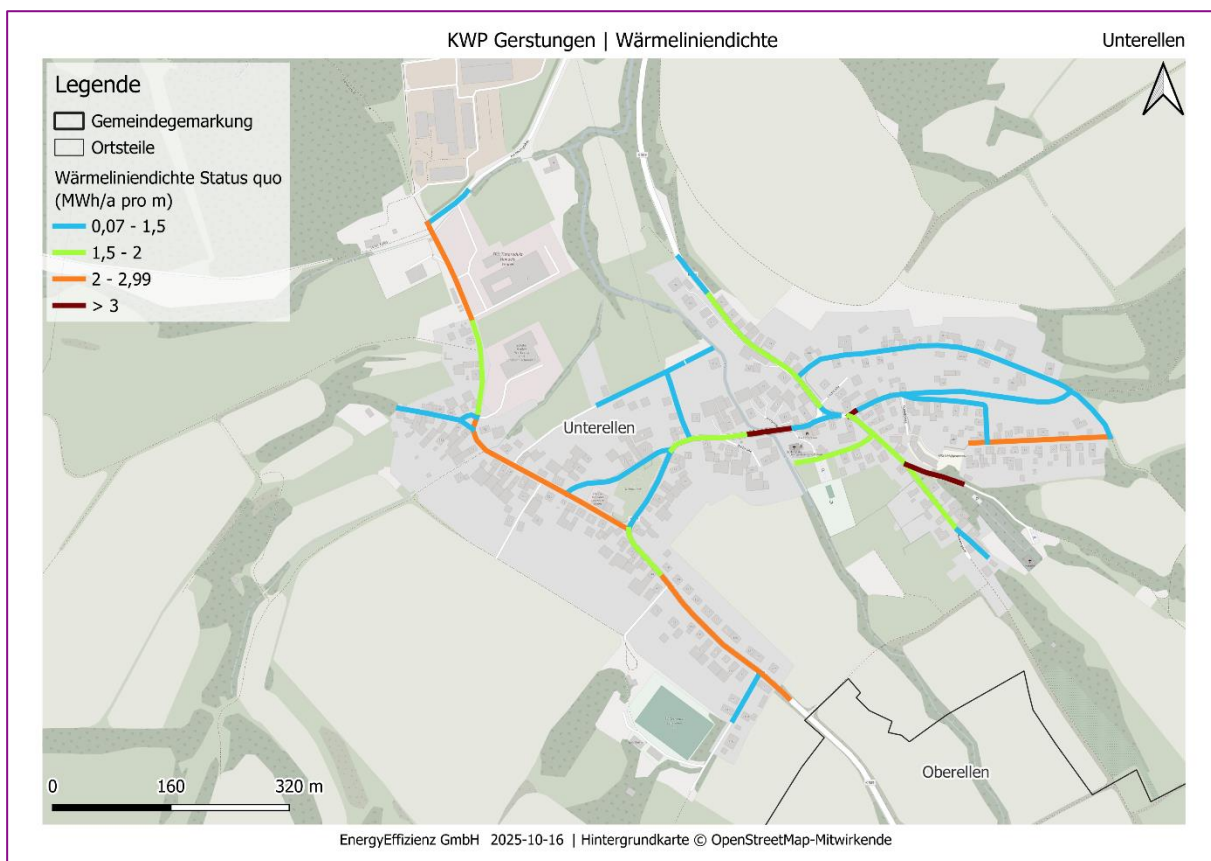 KWP Gerstungen | Wärmeliniendichte
Unterellen
Legende
Gemeindegemarkung
Ortsteile
Wärmeliniendichte Status quo
(MWh/a pro m)
0,07 - 1,5
1,5 - 2
2 - 2,99
> 3
Unterellen
Oberellen
0 160 320 m
EnergyEffizienz GmbH 2025-10-16 | Hintergrundkarte © OpenStreetMap-Mitwirkende